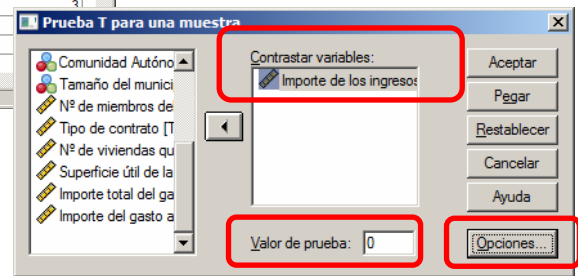 3
Prueba T para una muestra
Comunidad Autóno
Tamaño del munici
Nº de miembros de
Tipo de contrato [T
Nº de viviendas qu
Superficie útil de la
Importe total del ga
Importe del gasto a
Contrastar variables:
Importe de los ingresos
Valor de prueba: 0
Aceptar
Pegar
Restablecer
Cancelar
Ayuda
Opciones...